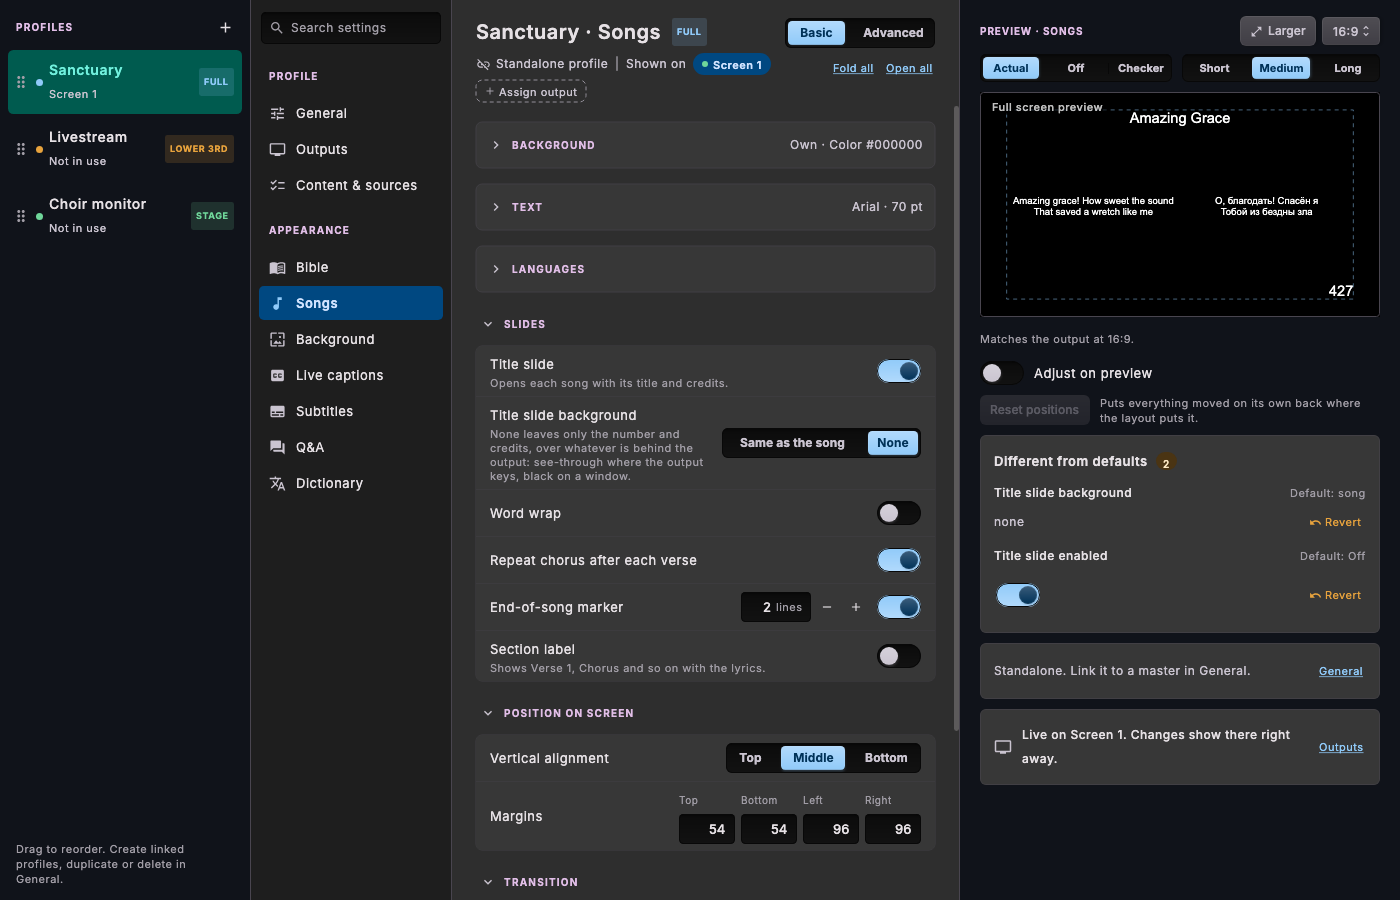 PROFILES
Sanctuary
Screen 1
FULL
Livestream
Not in use
LOWER 3RD
Choir monitor
Not in use
STAGE
Drag to reorder. Create linked
profiles, duplicate or delete in
General.
Search settings
PROFILE
General
Outputs
Content & sources
APPEARANCE
Bible
Songs
Background
Live captions
Subtitles
Q&A
Dictionary
Sanctuary · Songs
FULL
Basic
Advanced
Standalone profile | Shown on
Screen 1
Fold all
Open all
+ Assign output
BACKGROUND
Own · Color #000000
TEXT
Arial · 70 pt
LANGUAGES
SLIDES
Title slide
Opens each song with its title and credits.
Title slide background
None leaves only the number and
credits, over whatever is behind the
output: see-through where the output
keys, black on a window.
Same as the song
None
Word wrap
Repeat chorus after each verse
End-of-song marker
2 lines
− +
Section label
Shows Verse 1, Chorus and so on with the lyrics.
POSITION ON SCREEN
Vertical alignment
Top
Middle
Bottom
Margins
Top
Bottom
Left
Right
54
54
96
96
TRANSITION
PREVIEW · SONGS
Larger
16:9
Actual
Off
Checker
Short
Medium
Long
Full screen preview
Amazing Grace
Amazing grace! How sweet the sound
That saved a wretch like me
О, благодать! Спасён я
Тобой из бездны зла
427
Matches the output at 16:9.
Adjust on preview
Reset positions
Puts everything moved on its own back where
the layout puts it.
Different from defaults
2
Title slide background
Default: song
none
Revert
Title slide enabled
Default: Off
Revert
Standalone. Link it to a master in General.
General
Live on Screen 1. Changes show there right
away.
Outputs